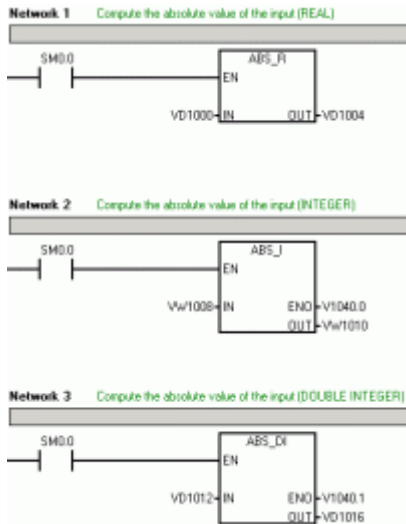 Network 1 Compute the absolute value of the input (REAL)
SM0.0
ABS_R
EN
VD1000 IN OUT VD1004
Network 2 Compute the absolute value of the input (INTEGER)
SM0.0
ABS_I
EN
VW1008 IN ENO V1040.0
OUT VW1010
Network 3 Compute the absolute value of the input (DOUBLE INTEGER)
SM0.0
ABS_DI
EN
VD1012 IN ENO V1040.1
OUT VD1016